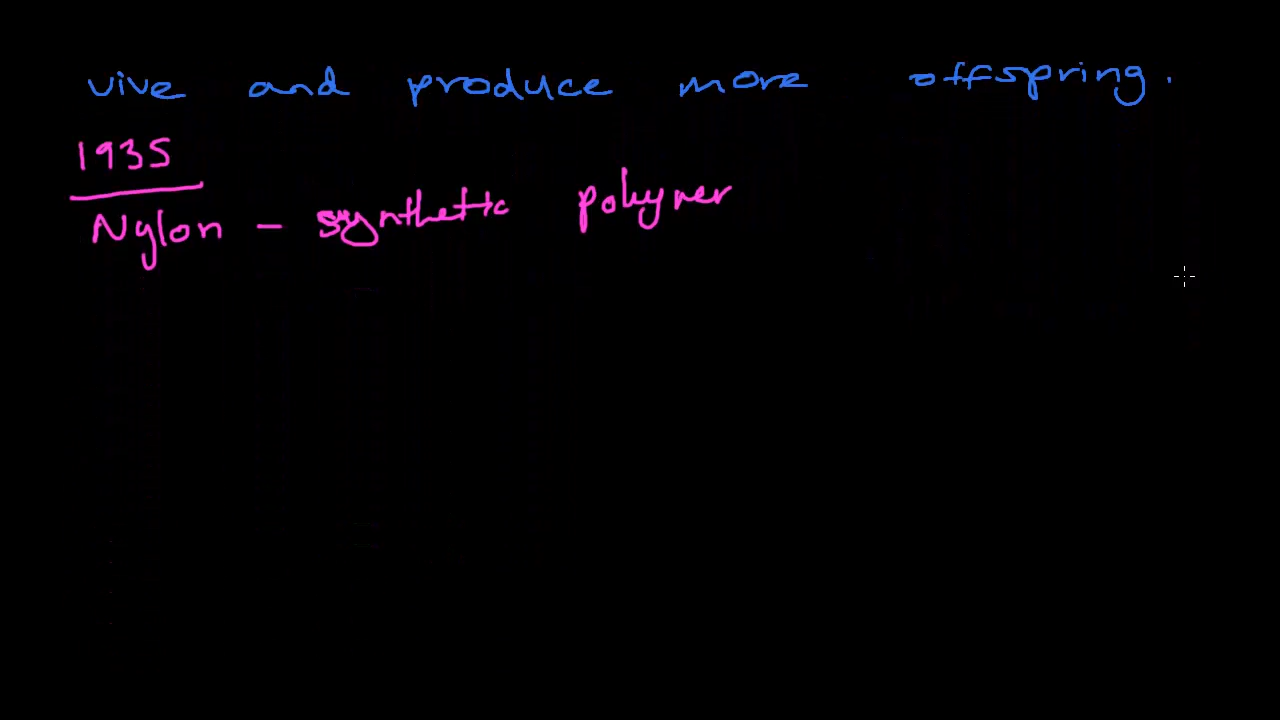 vive and produce more offspring.
1935
Nylon - synthetic polymer